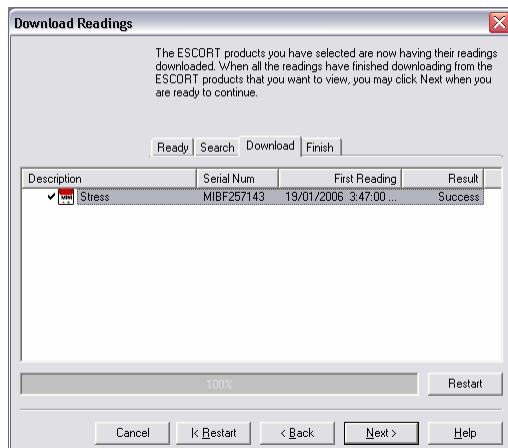 Download Readings
The ESCORT products you have selected are now having their readings
downloaded. When all the readings have finished downloading from the
ESCORT products that you want to view, you may click Next when you
are ready to continue.
Ready Search Download Finish
Description Serial Num First Reading Result
MINI Stress MIBF257143 19/01/2006 3:47:00 ... Success
100% Restart
Cancel |< Restart < Back Next > Help